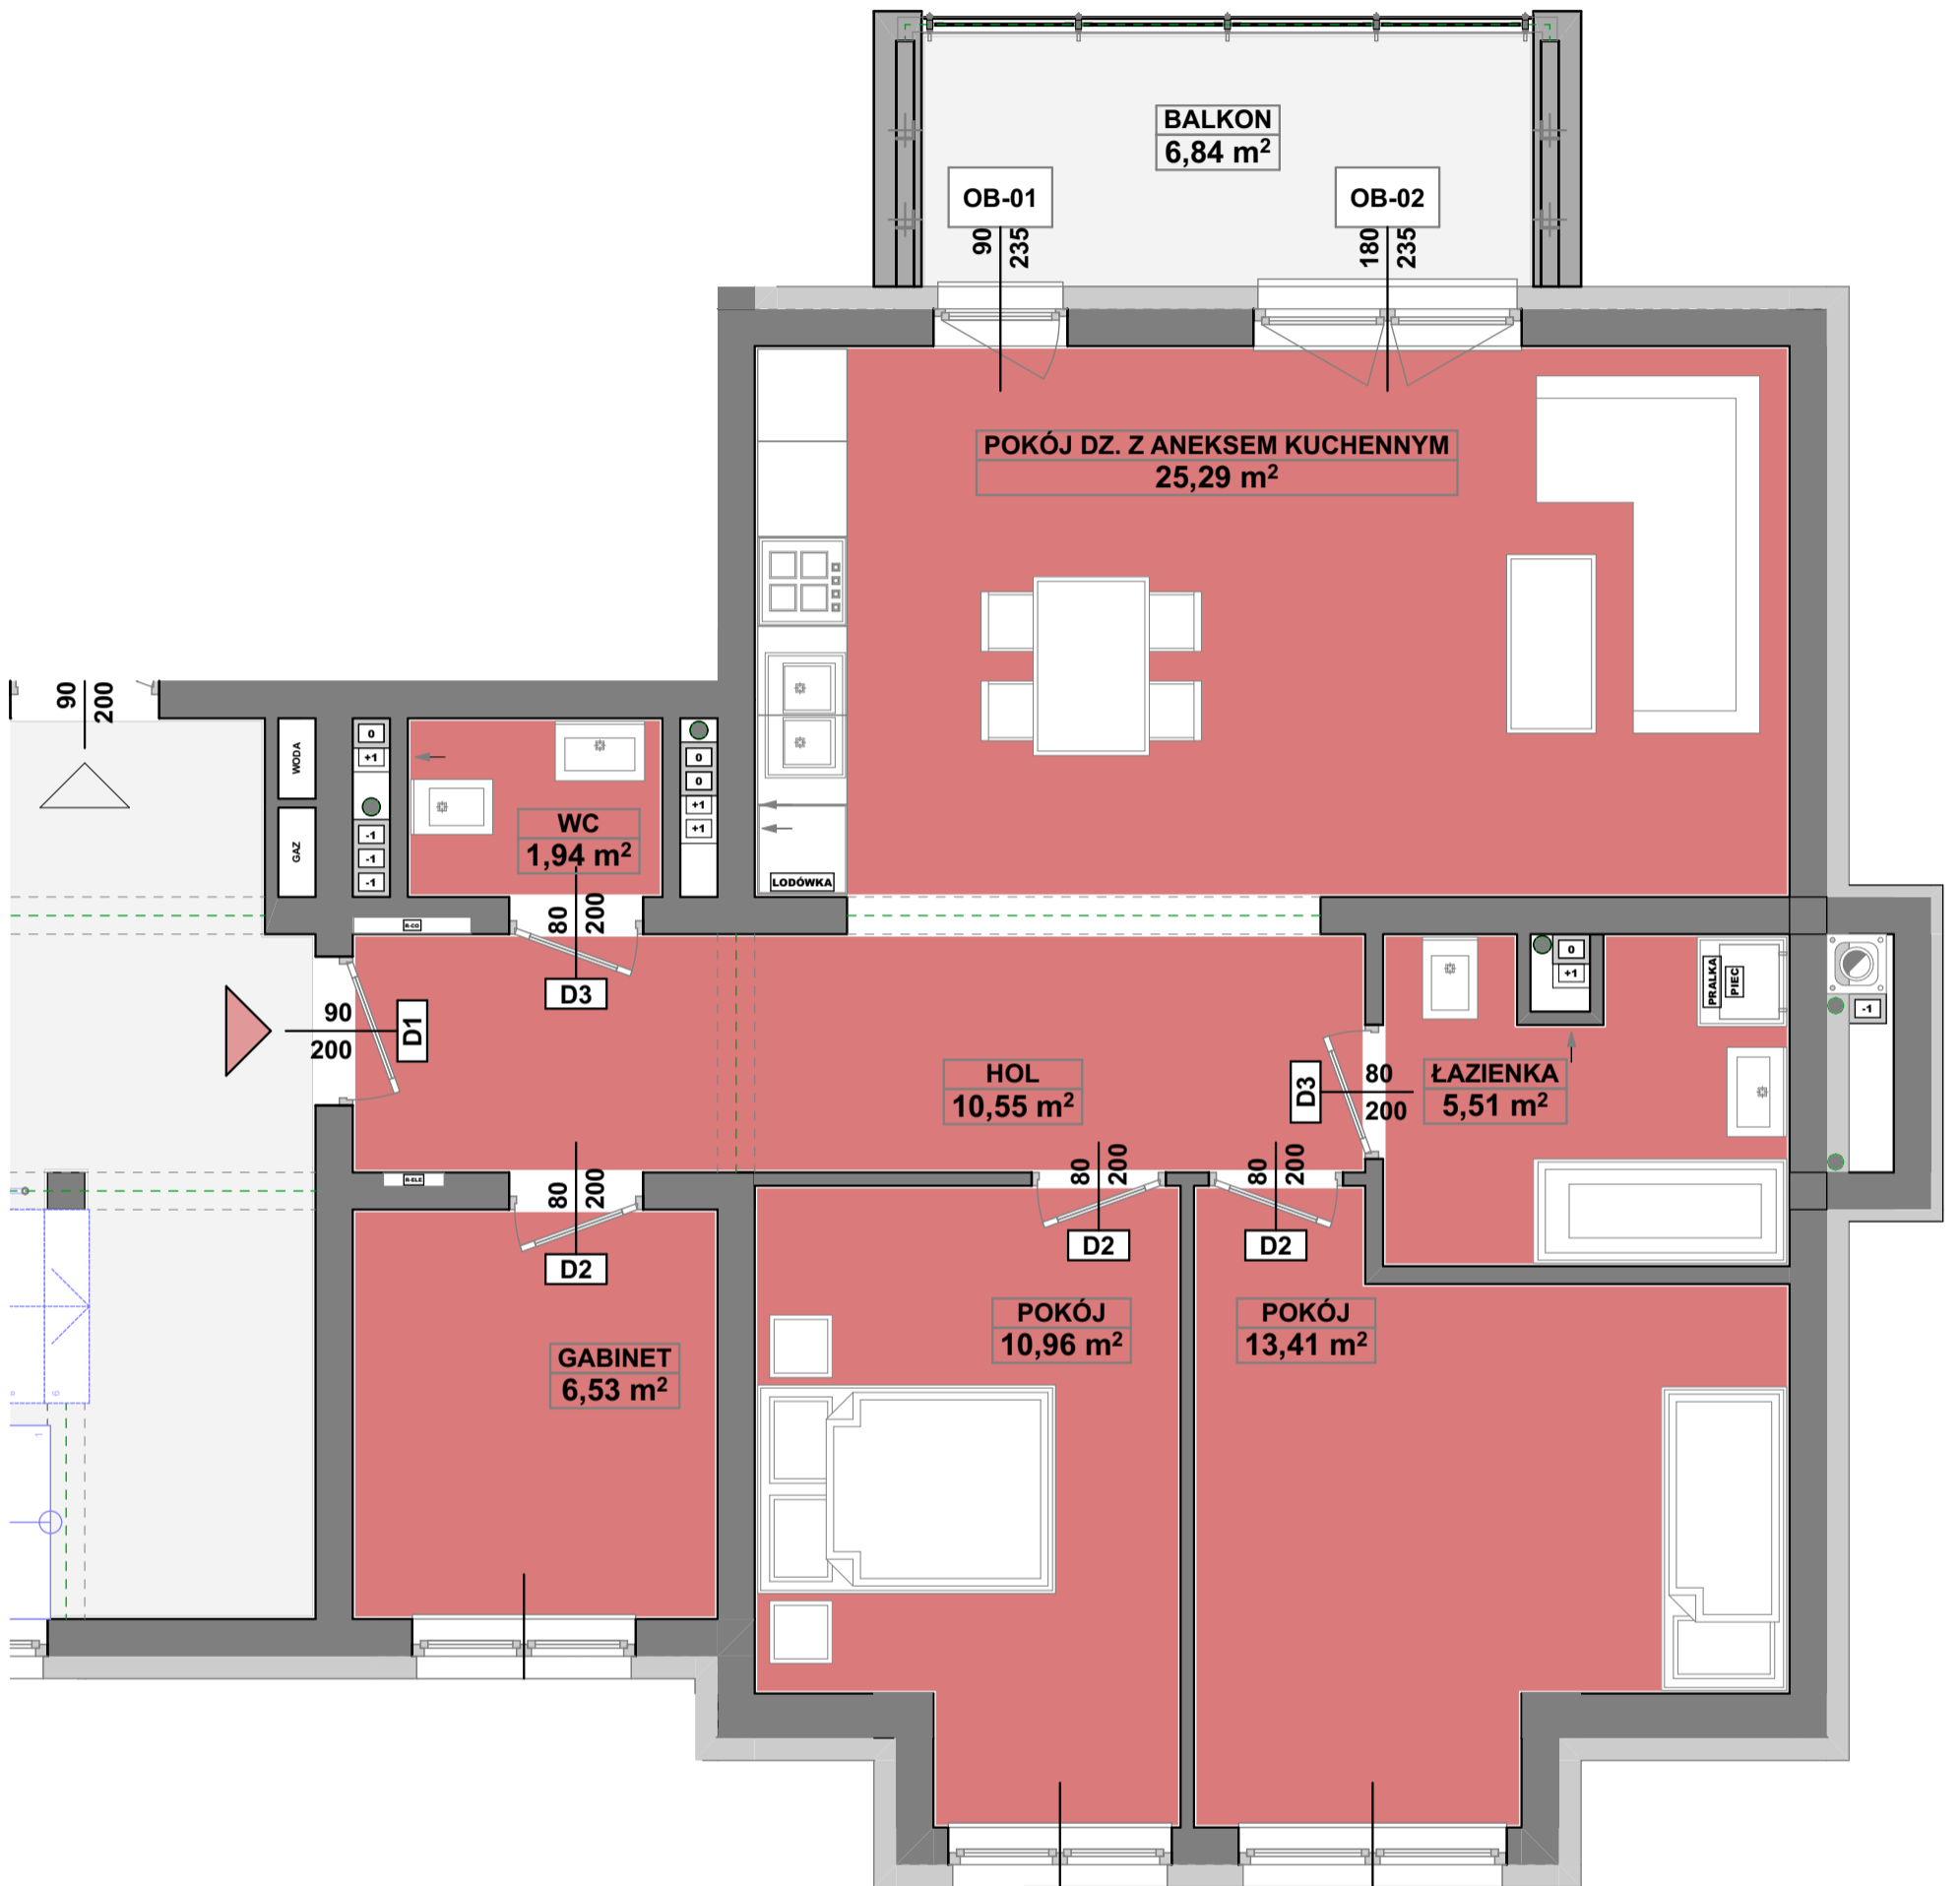 BALKON
6,84 m²
OB-01
OB-02
90
235
180
235
POKÓJ DZ. Z ANEKSEM KUCHENNYM
25,29 m²
90
200
WODA
GAZ
0
+1
-1
-1
-1
0
0
+1
+1
WC
1,94 m²
LODÓWKA
80
200
R-CO
D3
90
200
D1
HOL
10,55 m²
D3
80
200
ŁAZIENKA
5,51 m²
0
+1
PRALKA
PIEC
-1
R-ELE
80
200
D2
80
200
D2
80
200
D2
GABINET
6,53 m²
POKÓJ
10,96 m²
POKÓJ
13,41 m²
6
1